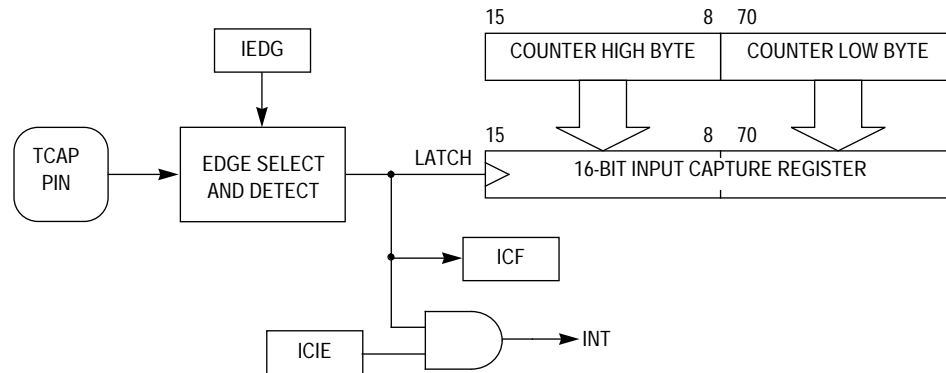 15 8 70
IEDG
COUNTER HIGH BYTE COUNTER LOW BYTE
15 8 70
TCAP
PIN
EDGE SELECT
AND DETECT
LATCH
16-BIT INPUT CAPTURE REGISTER
ICF
ICIE
INT